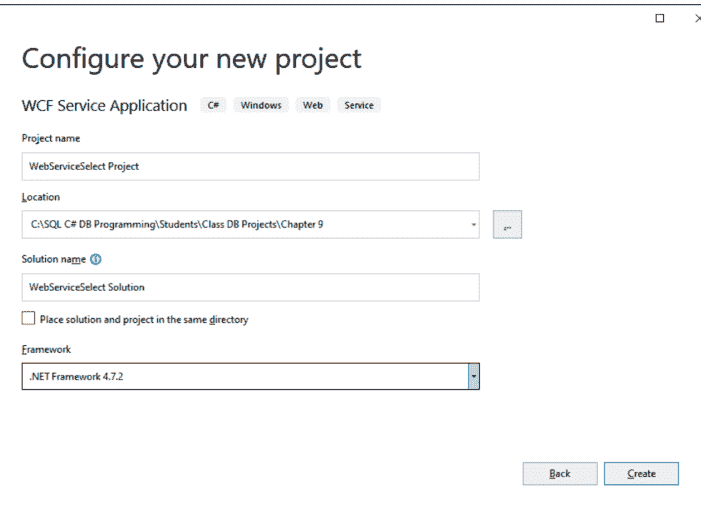 Configure your new project
WCF Service Application C# Windows Web Service
Project name
WebServiceSelect Project
Location
C:\SQL C# DB Programming\Students\Class DB Projects\Chapter 9
...
Solution name
WebServiceSelect Solution
Place solution and project in the same directory
Framework
.NET Framework 4.7.2
Back Create